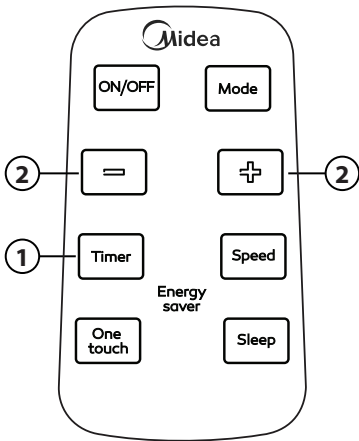 Midea
ON/OFF
Mode
2
−
+
2
1
Timer
Speed
Energy
saver
One
touch
Sleep